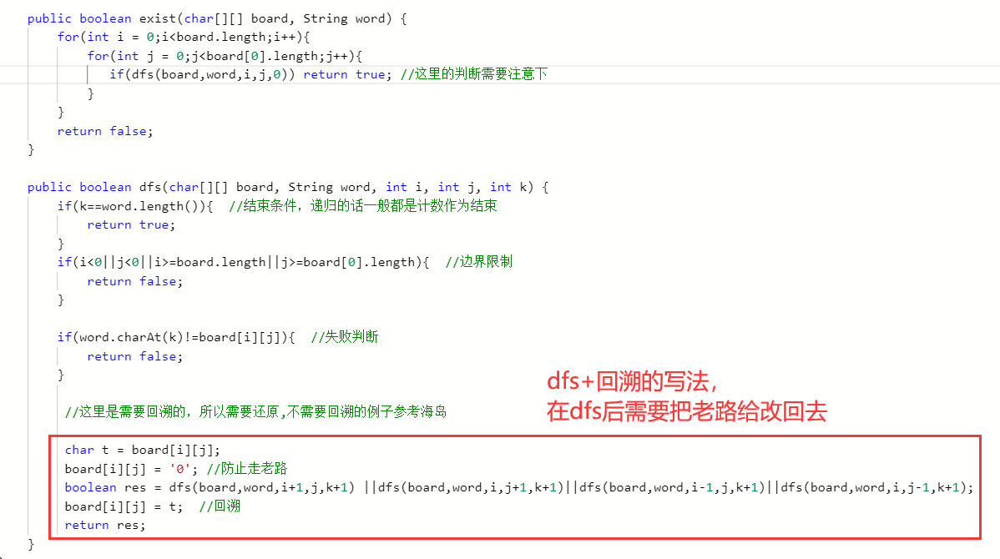 public boolean exist(char[][] board, String word) {
for(int i = 0;i<board.length;i++){
for(int j = 0;j<board[0].length;j++){
if(dfs(board,word,i,j,0)) return true; //这里的判断需要注意下
}
}
return false;
}
public boolean dfs(char[][] board, String word, int i, int j, int k) {
if(k==word.length()){ //结束条件，递归的话一般都是计数作为结束
return true;
}
if(i<0||j<0||i>=board.length||j>=board[0].length){ //边界限制
return false;
}
if(word.charAt(k)!=board[i][j]){ //失败判断
return false;
}
dfs+回溯的写法，
在dfs后需要把老路给改回去
//这里是需要回溯的，所以需要还原,不需要回溯的例子参考海岛
char t = board[i][j];
board[i][j] = '0'; //防止走老路
boolean res = dfs(board,word,i+1,j,k+1) ||dfs(board,word,i,j+1,k+1)||dfs(board,word,i-1,j,k+1)||dfs(board,word,i,j-1,k+1);
board[i][j] = t; //回溯
return res;
}